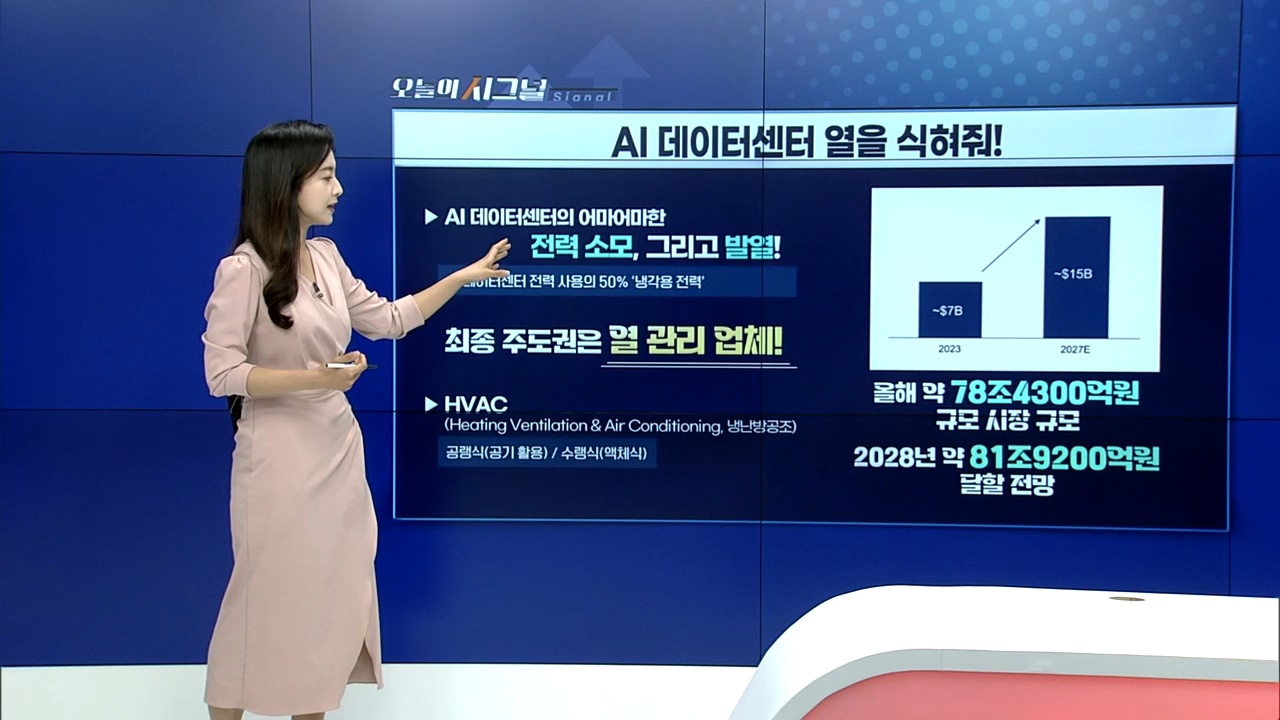 오늘의 시그널
Signal
AI 데이터센터 열을 식혀줘!
▶ AI 데이터센터의 어마어마한
전력 소모, 그리고 발열!
데이터센터 전력 사용의 50% '냉각용 전력'
최종 주도권은 열 관리 업체!
▶ HVAC
(Heating Ventilation & Air Conditioning, 냉난방공조)
공랭식(공기 활용) / 수랭식(액체식)
~$15B
~$7B
2023
2027E
올해 약 78조4300억원
규모 시장 규모
2028년 약 81조9200억원
달할 전망